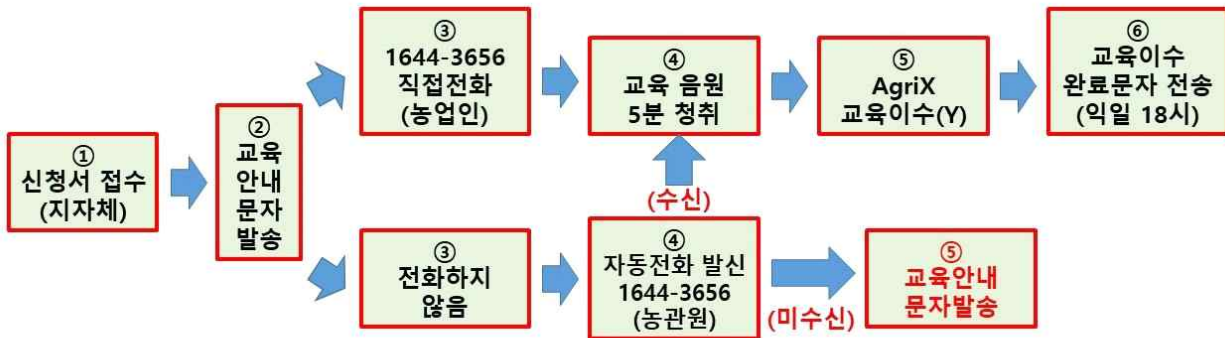 ①
신청서 접수
(지자체)
②
교육
안내
문자
발송
③
1644-3656
직접전화
(농업인)
④
교육 음원
5분 청취
⑤
AgriX
교육이수(Y)
⑥
교육이수
완료문자 전송
(익일 18시)
③
전화하지
않음
(수신)
④
자동전화 발신
1644-3656
(농관원)
(미수신)
⑤
교육안내
문자발송